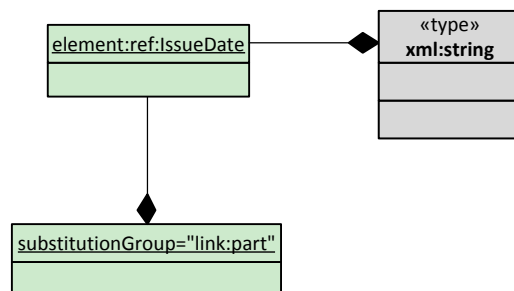 element:ref:IssueDate
«type»
xml:string
substitutionGroup="link:part"